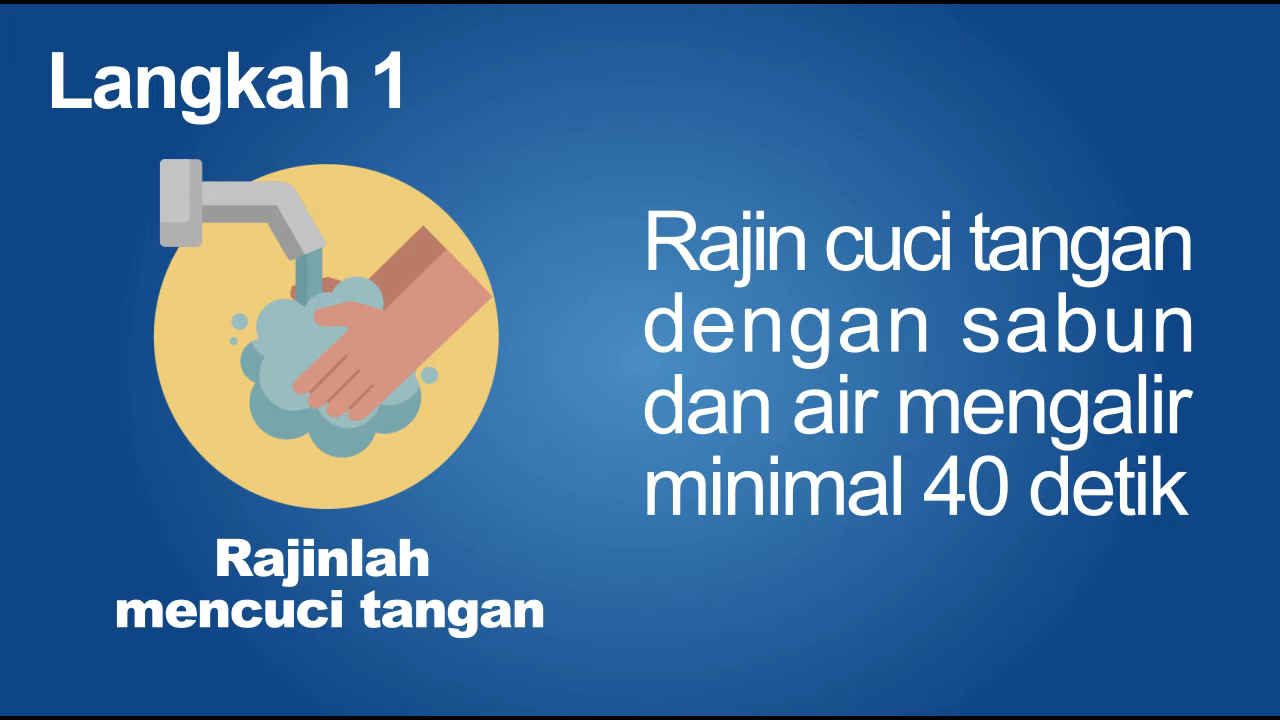 Langkah 1
Rajinlah
mencuci tangan
Rajin cuci tangan
dengan sabun
dan air mengalir
minimal 40 detik